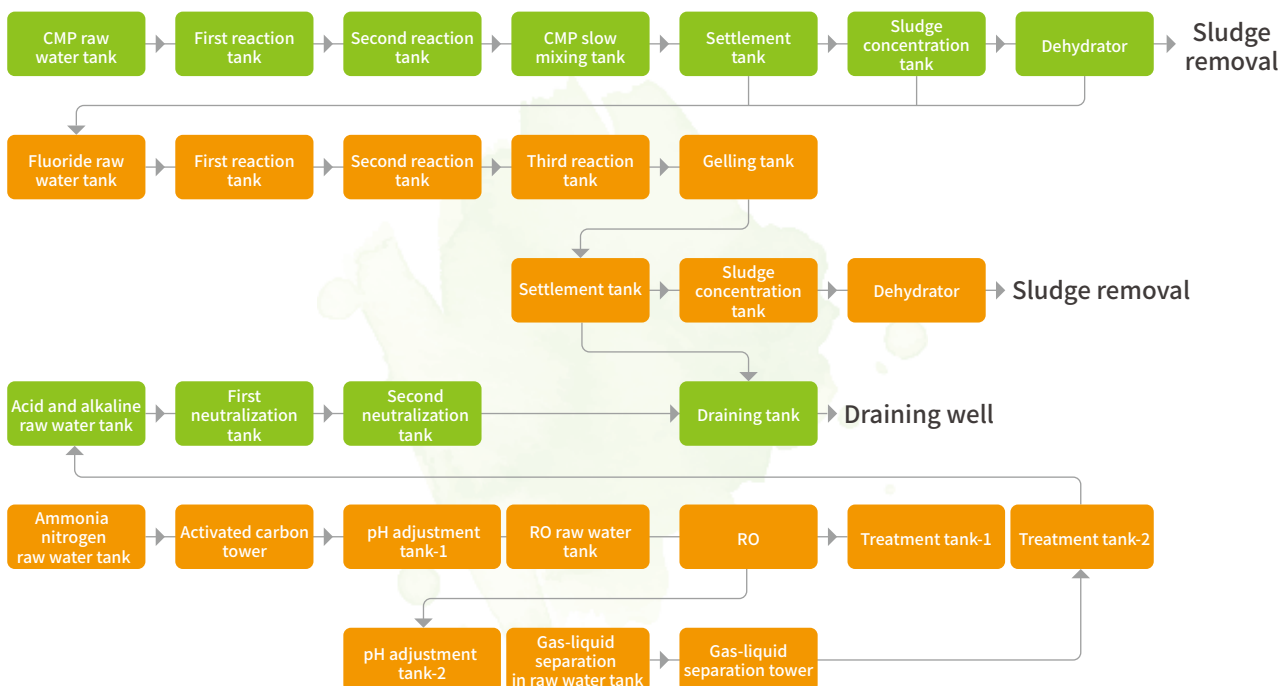 CMP raw
water tank
First reaction
tank
Second reaction
tank
CMP slow
mixing tank
Settlement
tank
Sludge
concentration
tank
Dehydrator
Sludge
removal
Fluoride raw
water tank
First reaction
tank
Second reaction
tank
Third reaction
tank
Gelling tank
Settlement tank
Sludge
concentration
tank
Dehydrator
Sludge removal
Acid and alkaline
raw water tank
First
neutralization
tank
Second
neutralization
tank
Draining tank
Draining well
Ammonia
nitrogen
raw water tank
Activated carbon
tower
pH adjustment
tank-1
RO raw water
tank
RO
Treatment tank-1
Treatment tank-2
pH adjustment
tank-2
Gas-liquid
separation
in raw water tank
Gas-liquid
separation tower